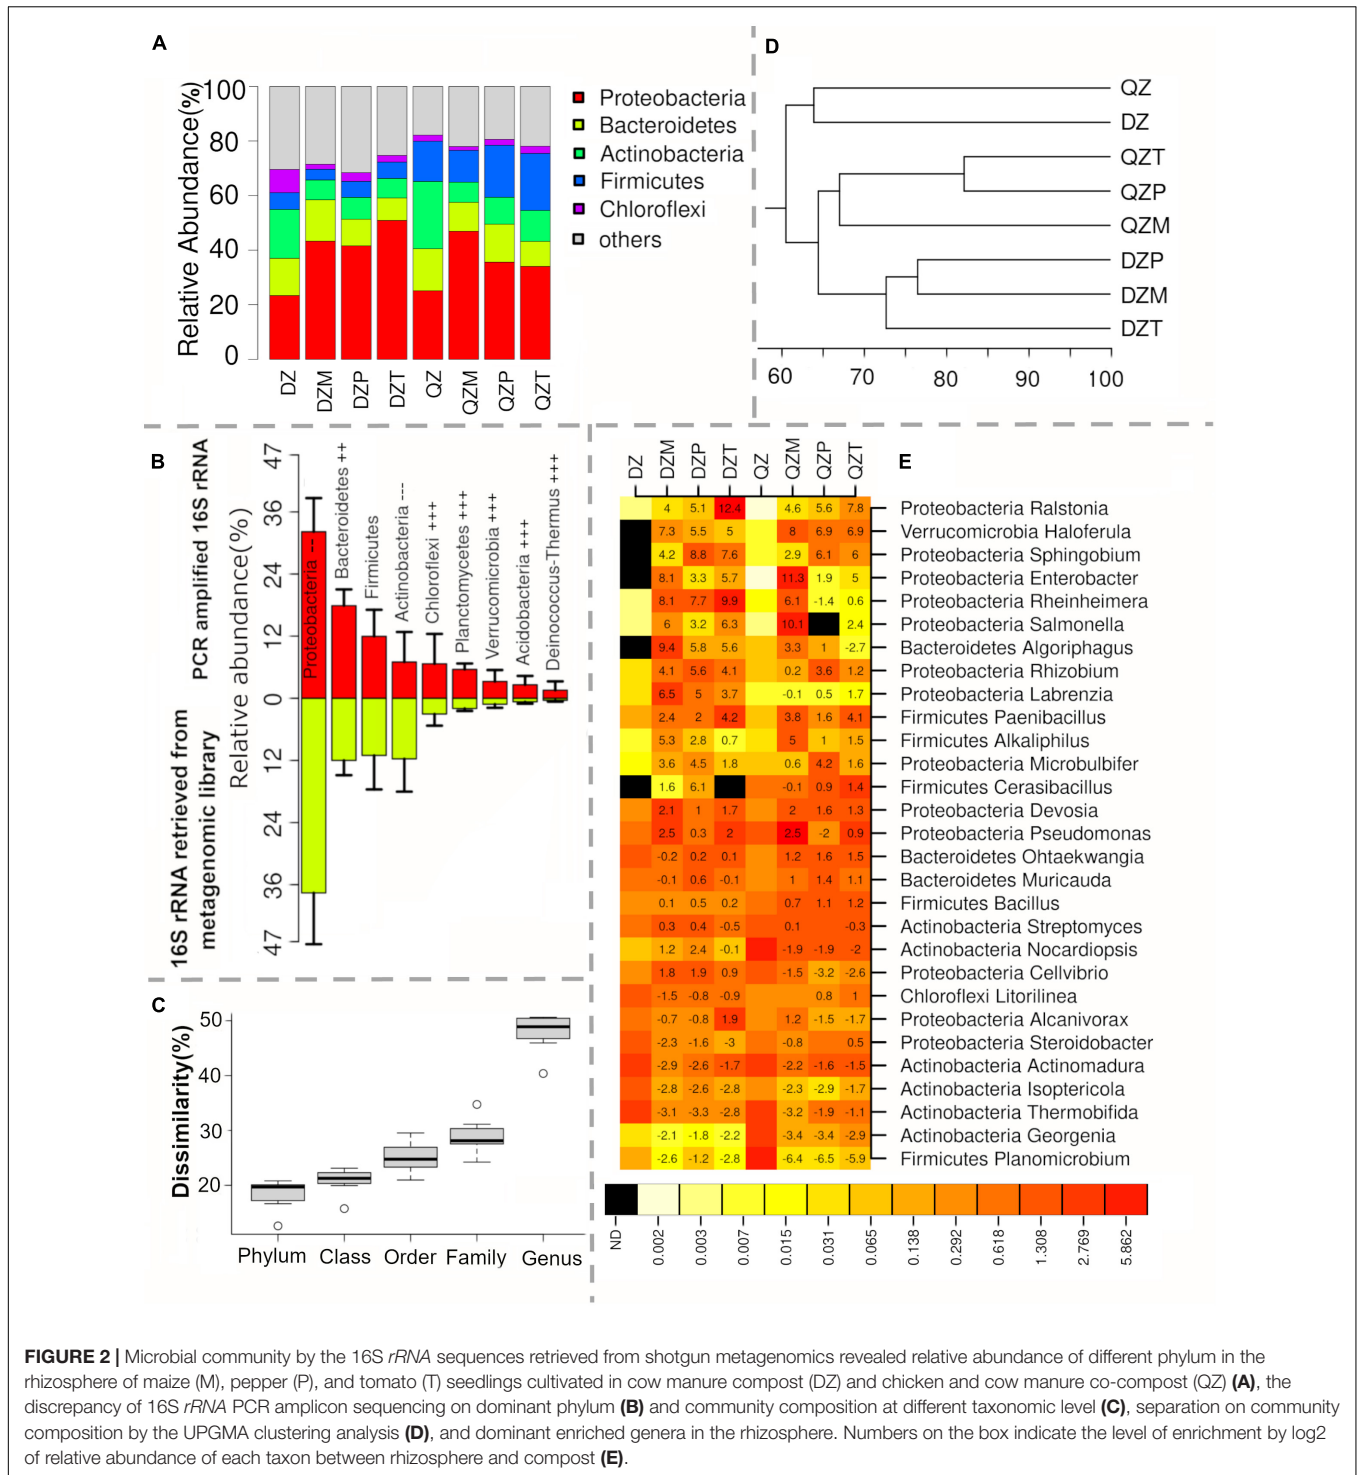 A
Relative Abundance(%)
100
80
60
40
20
0
DZ DZM DZP DZT QZ QZM QZP QZT
Proteobacteria
Bacteroidetes
Actinobacteria
Firmicutes
Chloroflexi
others
D
QZ
DZ
QZT
QZP
QZM
DZP
DZM
DZT
60 70 80 90 100
B
PCR amplified 16S rRNA
16S rRNA retrieved from
metagenomic library
Relative abundance(%)
47
36
24
12
0
12
24
36
47
Proteobacteria --
Bacteroidetes ++
Firmicutes
Actinobacteria ---
Chloroflexi +++
Planctomycetes +++
Verrucomicrobia +++
Acidobacteria +++
Deinococcus-Thermus +++
C
Dissimilarity(%)
50
40
30
20
Phylum Class Order Family Genus
E
DZ DZM DZP DZT QZ QZM QZP QZT
4 5.1 12.4 4.6 5.6 7.8 Proteobacteria Ralstonia
7.3 5.5 5 8 6.9 6.9 Verrucomicrobia Haloferula
4.2 8.8 7.6 2.9 6.1 6 Proteobacteria Sphingobium
8.1 3.3 5.7 11.3 1.9 5 Proteobacteria Enterobacter
8.1 7.7 9.9 6.1 -1.4 0.6 Proteobacteria Rheinheimera
6 3.2 6.3 10.1 2.4 Proteobacteria Salmonella
9.4 5.8 5.6 3.3 1 -2.7 Bacteroidetes Algoriphagus
4.1 5.6 4.1 0.2 3.6 1.2 Proteobacteria Rhizobium
6.5 5 3.7 -0.1 0.5 1.7 Proteobacteria Labrenzia
2.4 2 4.2 3.8 1.6 4.1 Firmicutes Paenibacillus
5.3 2.8 0.7 5 1 1.5 Firmicutes Alkaliphilus
3.6 4.5 1.8 0.6 4.2 1.6 Proteobacteria Microbulbifer
1.6 6.1 -0.1 0.9 1.4 Firmicutes Cerasibacillus
2.1 1 1.7 2 1.6 1.3 Proteobacteria Devosia
2.5 0.3 2 2.5 -2 0.9 Proteobacteria Pseudomonas
-0.2 0.2 0.1 1.2 1.6 1.5 Bacteroidetes Ohtaekwangia
-0.1 0.6 -0.1 1 1.4 1.1 Bacteroidetes Muricauda
0.1 0.5 0.2 0.7 1.1 1.2 Firmicutes Bacillus
0.3 0.4 -0.5 0.1 -0.3 Actinobacteria Streptomyces
1.2 2.4 -0.1 -1.9 -1.9 -2 Actinobacteria Nocardiopsis
1.8 1.9 0.9 -1.5 -3.2 -2.6 Proteobacteria Cellvibrio
-1.5 -0.8 -0.9 0.8 1 Chloroflexi Litorilinea
-0.7 -0.8 1.9 1.2 -1.5 -1.7 Proteobacteria Alcanivorax
-2.3 -1.6 -3 -0.8 0.5 Proteobacteria Steroidobacter
-2.9 -2.6 -1.7 -2.2 -1.6 -1.5 Actinobacteria Actinomadura
-2.8 -2.6 -2.8 -2.3 -2.9 -1.7 Actinobacteria Isoptericola
-3.1 -3.3 -2.8 -3.2 -1.9 -1.1 Actinobacteria Thermobifida
-2.1 -1.8 -2.2 -3.4 -3.4 -2.9 Actinobacteria Georgenia
-2.6 -1.2 -2.8 -6.4 -6.5 -5.9 Firmicutes Planomicrobium
ND 0.002 0.003 0.007 0.015 0.031 0.065 0.138 0.292 0.618 1.308 2.769 5.862
FIGURE 2 | Microbial community by the 16S rRNA sequences retrieved from shotgun metagenomics revealed relative abundance of different phylum in the
rhizosphere of maize (M), pepper (P), and tomato (T) seedlings cultivated in cow manure compost (DZ) and chicken and cow manure co-compost (QZ) (A), the
discrepancy of 16S rRNA PCR amplicon sequencing on dominant phylum (B) and community composition at different taxonomic level (C), separation on community
composition by the UPGMA clustering analysis (D), and dominant enriched genera in the rhizosphere. Numbers on the box indicate the level of enrichment by log2
of relative abundance of each taxon between rhizosphere and compost (E).